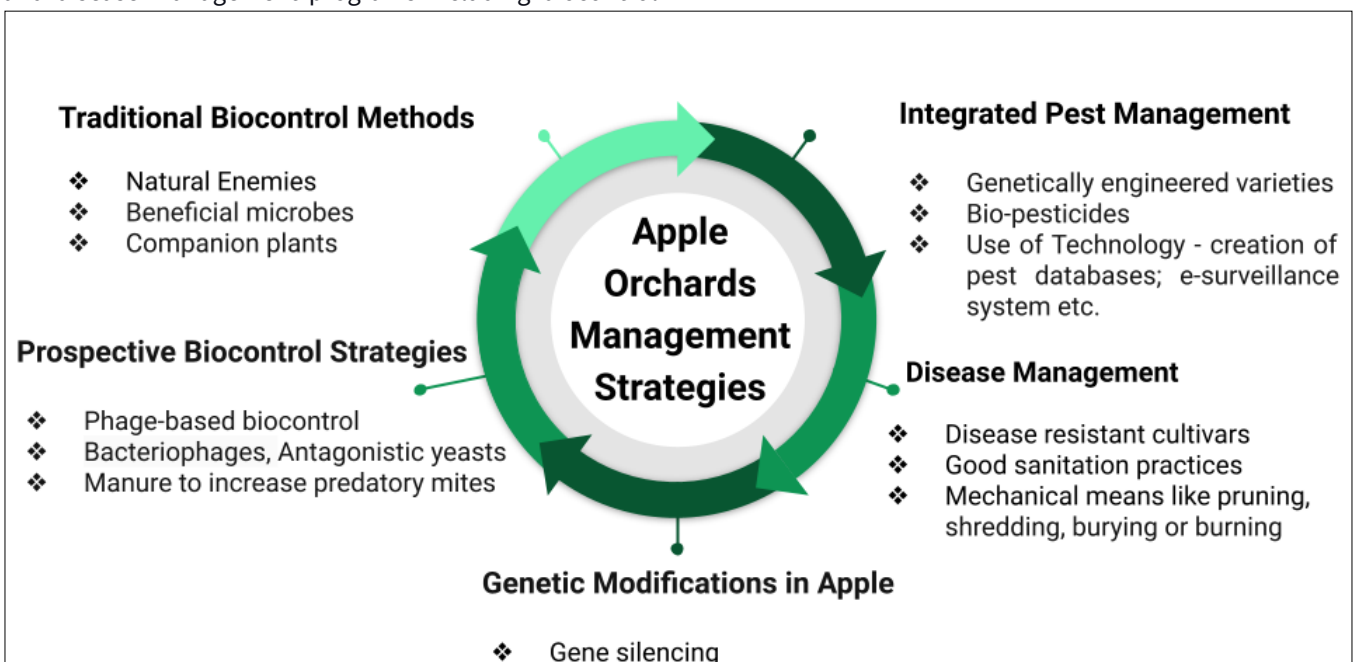 Traditional Biocontrol Methods
❖ Natural Enemies
❖ Beneficial microbes
❖ Companion plants
Integrated Pest Management
❖ Genetically engineered varieties
❖ Bio-pesticides
❖ Use of Technology - creation of
pest databases; e-surveillance
system etc.
Apple
Orchards
Management
Strategies
Prospective Biocontrol Strategies
❖ Phage-based biocontrol
❖ Bacteriophages, Antagonistic yeasts
❖ Manure to increase predatory mites
Disease Management
❖ Disease resistant cultivars
❖ Good sanitation practices
❖ Mechanical means like pruning,
shredding, burying or burning
Genetic Modifications in Apple
❖ Gene silencing